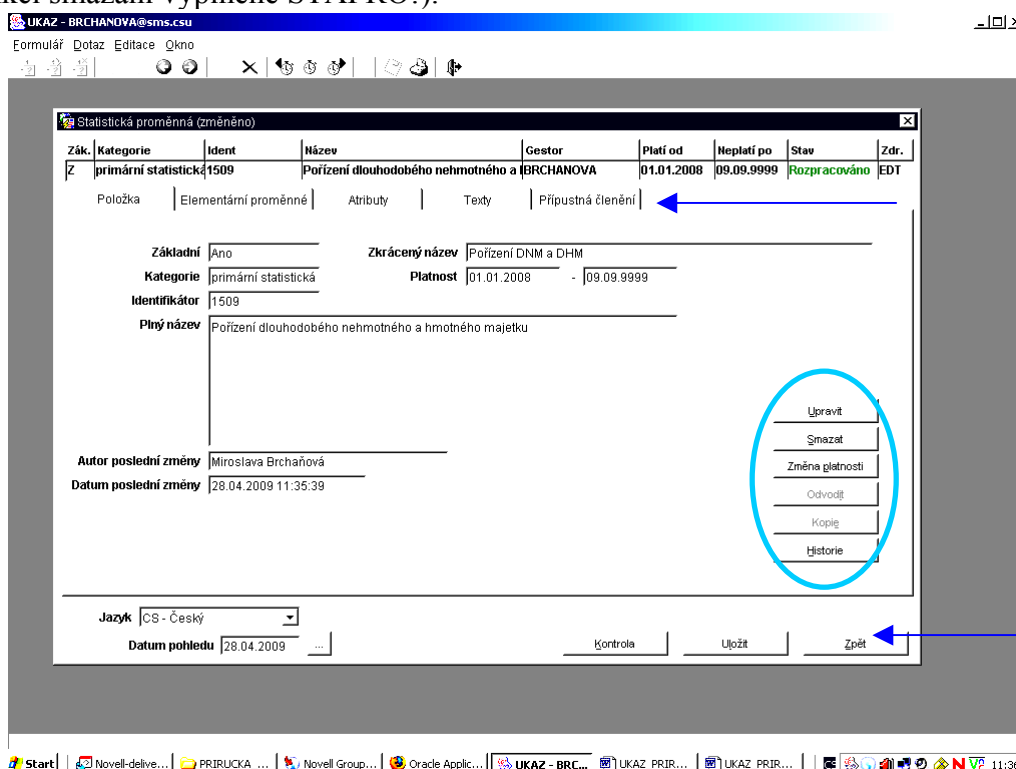 smazání vyplněné STAPRO?).
UKAZ - BRCHANOVA@sms.csu
Formulář Dotaz Editace Okno
Statistická proměnná (změněno)
Zák. Kategorie Ident Název Gestor Platí od Neplatí po Stav Zdr.
Z primární statistick 1509 Pořízení dlouhodobého nehmotného a BRCHANOVA 01.01.2008 09.09.9999 Rozpracováno EDT
Položka Elementární proměnné Atributy Texty Přípustná členění
Základní Ano Zkrácený název Pořízení DNM a DHM
Kategorie primární statistická Platnost 01.01.2008 - 09.09.9999
Identifikátor 1509
Plný název Pořízení dlouhodobého nehmotného a hmotného majetku
Upravit
Smazat
Změna platnosti
Odvodit
Kopie
Historie
Autor poslední změny Miroslava Brchaňová
Datum poslední změny 28.04.2009 11:35:39
Jazyk CS - Český
Datum pohledu 28.04.2009 ... Kontrola Uložit Zpět
Start Novell-delive... PRIRUCKA ... Novell Group... Oracle Applic... UKAZ - BRC... UKAZ PRIR... UKAZ PRIR... 11:36